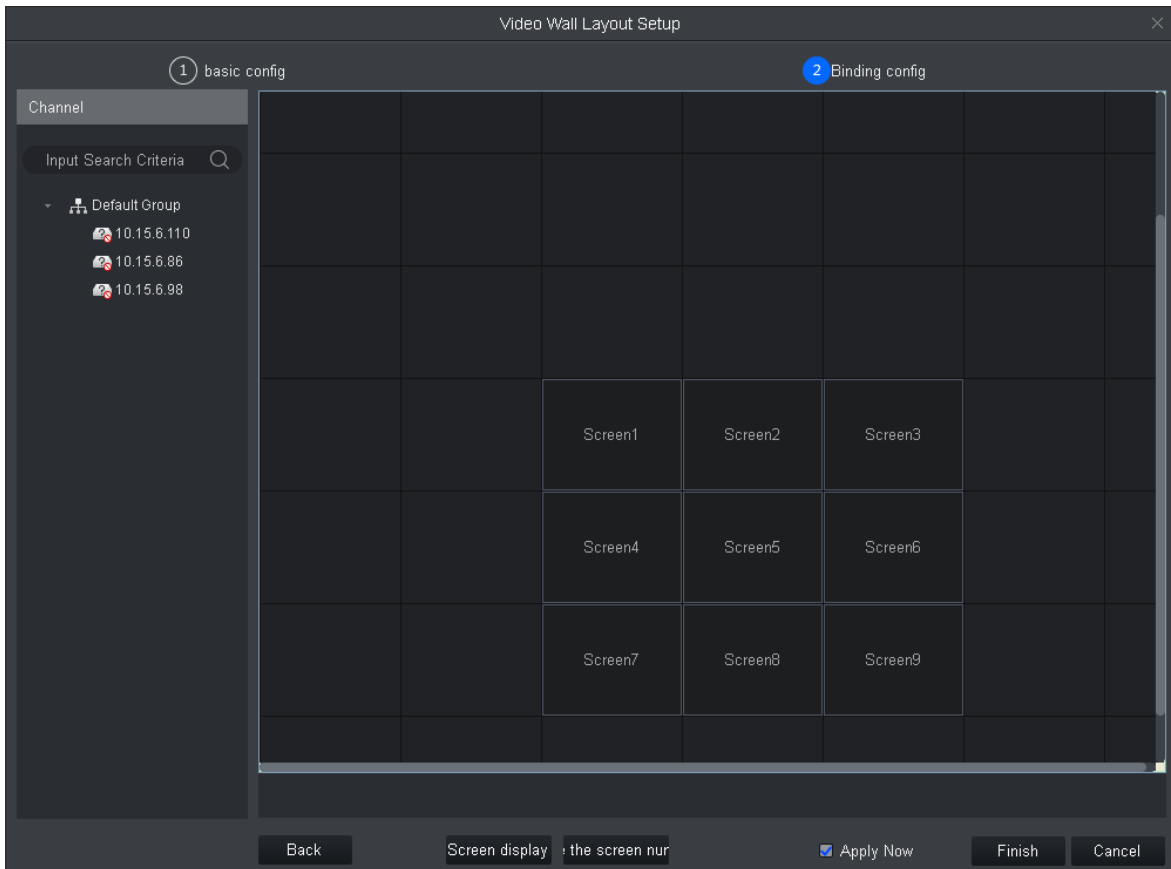 Video Wall Layout Setup
1 basic config
2 Binding config
Channel
Input Search Criteria
Default Group
10.15.6.110
10.15.6.86
10.15.6.98
Screen1 Screen2 Screen3
Screen4 Screen5 Screen6
Screen7 Screen8 Screen9
Back Screen display the screen nur Apply Now Finish Cancel